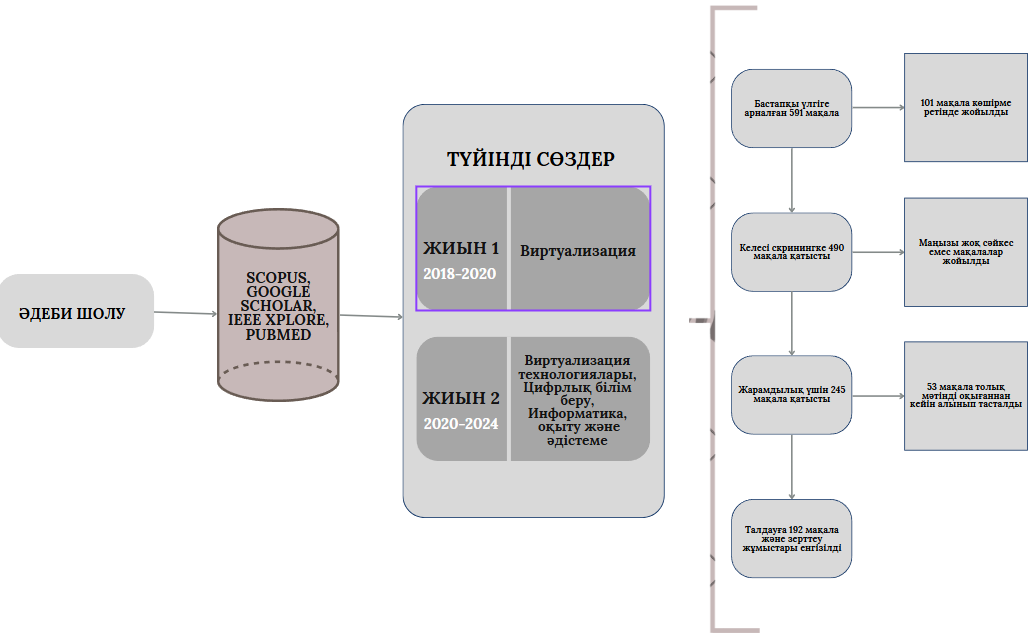 ӘДЕБИ ШОЛУ
SCOPUS,
GOOGLE
SCHOLAR,
IEEE XPLORE,
PUBMED
ТҮЙІНДІ СӨЗДЕР
ЖИЫН 1
2018-2020
Виртуализация
ЖИЫН 2
2020-2024
Виртуализация
технологиялары,
Цифрлық білім
беру,
Информатика,
оқыту және
әдістеме
Бастапқы үлгіге
арналған 591 мақала
101 мақала көшірме
ретінде жойылды
Келесі скринингке 490
мақала қатысты
Маңызы жоқ сәйкес
емес мақалалар
жойылды
Жарамдылық үшін 245
мақала қатысты
53 мақала толық
мәтінді оқығаннан
кейін алынып тасталды
Талдауға 192 мақала
және зерттеу
жұмыстары енгізілді